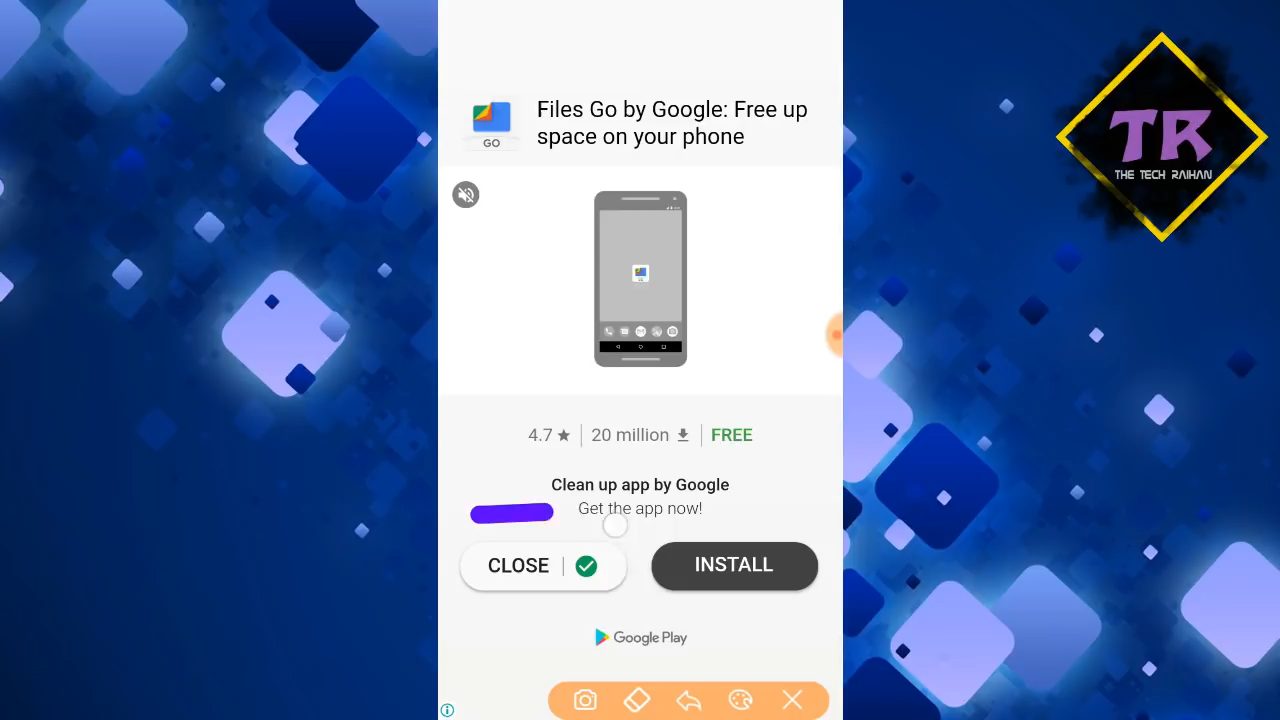 Files Go by Google: Free up
space on your phone
GO
TR
THE TECH RAIHAN
4.7 ★ | 20 million | FREE
Clean up app by Google
Get the app now!
CLOSE
INSTALL
Google Play